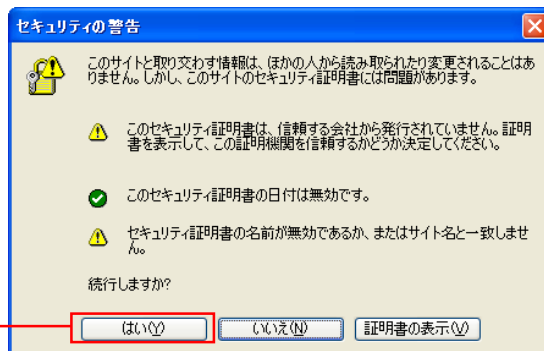 セキュリティの警告
このサイトと取り交わす情報は、ほかの人から読み取られたり変更されることはあ
りません。しかし、このサイトのセキュリティ証明書には問題があります。
このセキュリティ証明書は、信頼する会社から発行されていません。証明
書を表示して、この証明機関を信頼するかどうか決定してください。
このセキュリティ証明書の日付は無効です。
セキュリティ証明書の名前が無効であるか、またはサイト名と一致しませ
ん。
続行しますか?
はい(Y) いいえ(N) 証明書の表示(V)